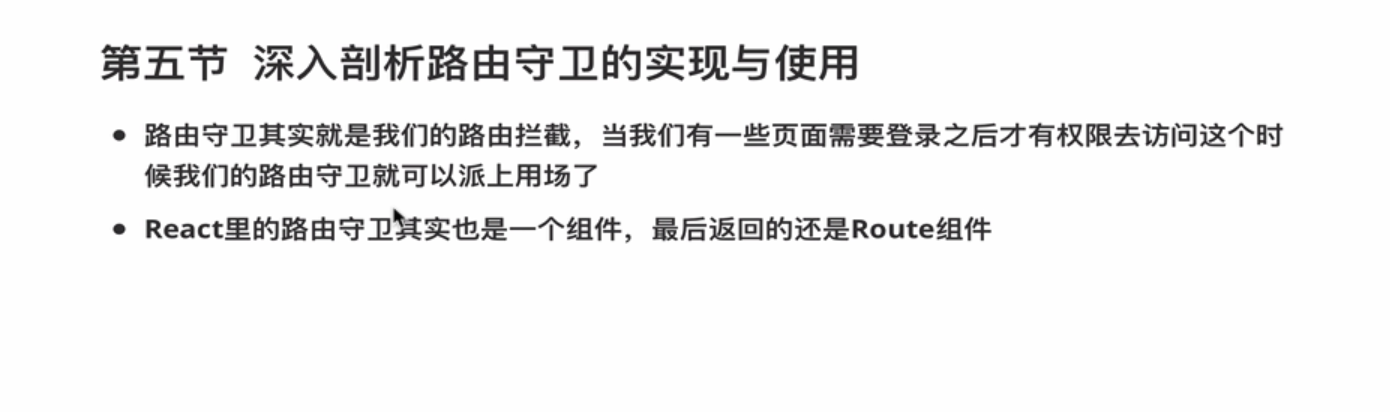 第五节 深入剖析路由守卫的实现与使用
路由守卫其实就是我们的路由拦截，当我们有一些页面需要登录之后才有权限去访问这个时
候我们的路由守卫就可以派上用场了
React里的路由守卫其实也是一个组件，最后返回的还是Route组件